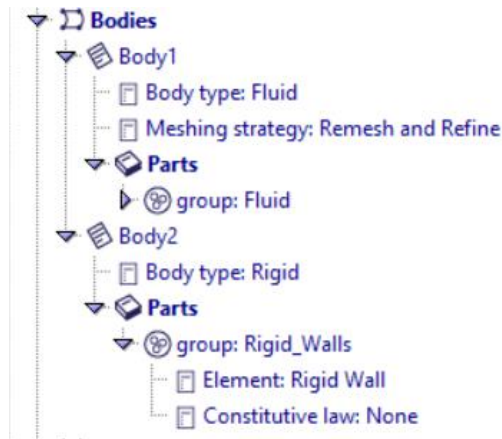 Bodies
Body1
Body type: Fluid
Meshing strategy: Remesh and Refine
Parts
group: Fluid
Body2
Body type: Rigid
Parts
group: Rigid_Walls
Element: Rigid Wall
Constitutive law: None